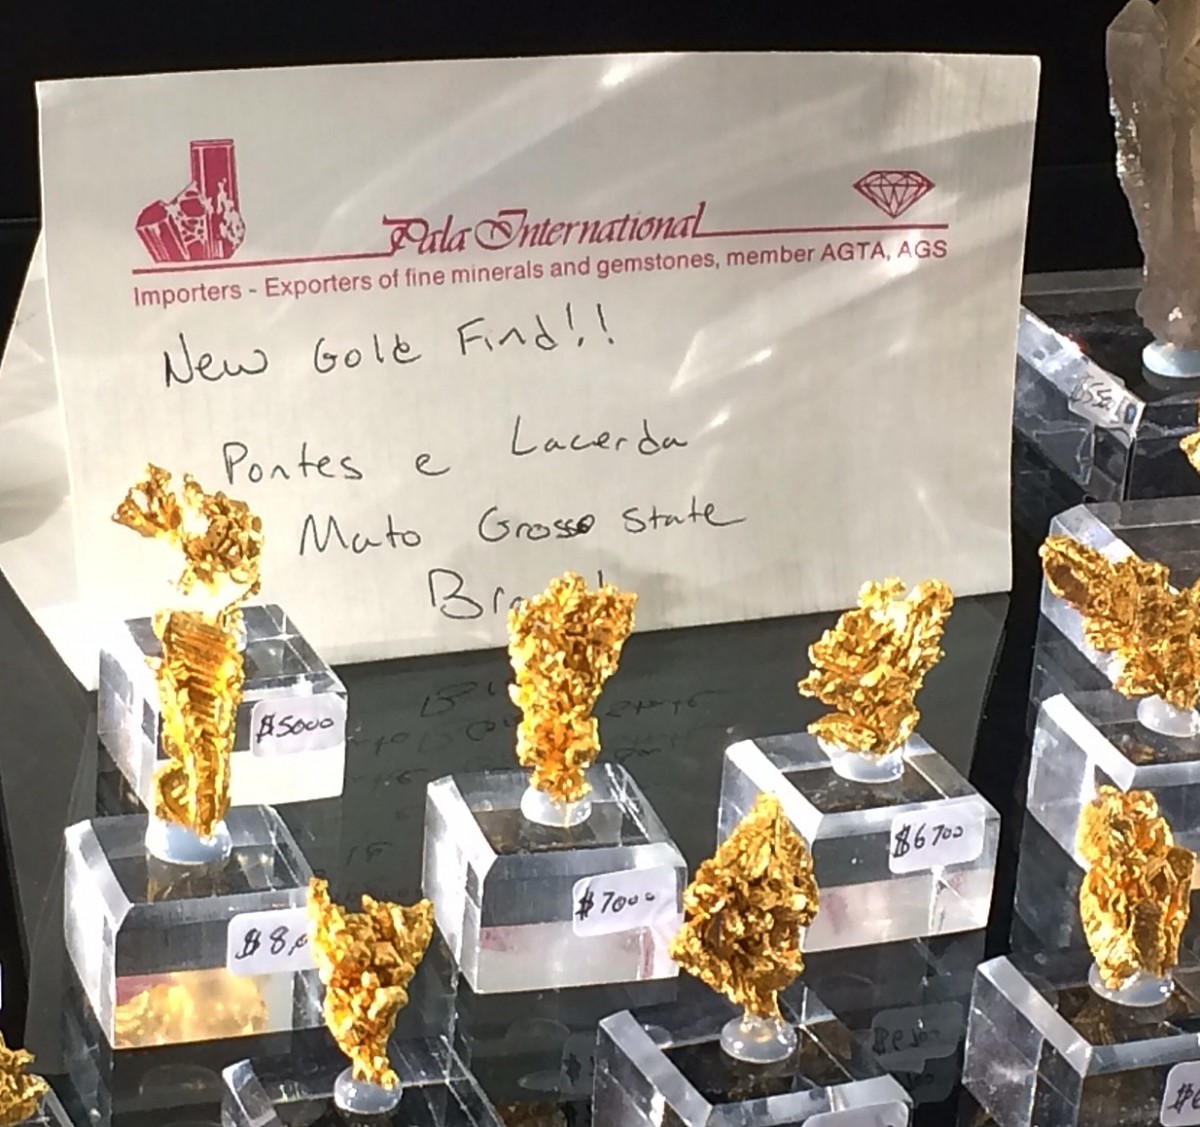 Pala International
Importers - Exporters of fine minerals and gemstones, member AGTA, AGS
New Gold Find!!
Pontes e Lacerda
Mato Grosso State
$5000
$6700
$7000